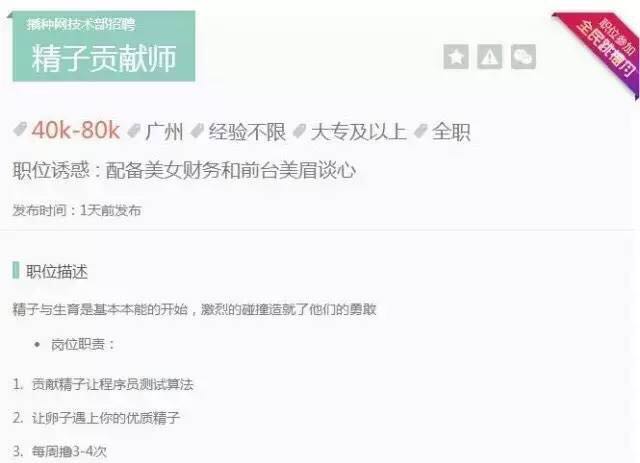 播种网技术部招聘
精子贡献师
职位参加
全民跳槽月
40k-80k 广州 经验不限 大专及以上 全职
职位诱惑：配备美女财务和前台美眉谈心
发布时间：1天前发布
职位描述
精子与生育是基本本能的开始，激烈的碰撞造就了他们的勇敢
• 岗位职责：
1. 贡献精子让程序员测试算法
2. 让卵子遇上你的优质精子
3. 每周撸3-4次